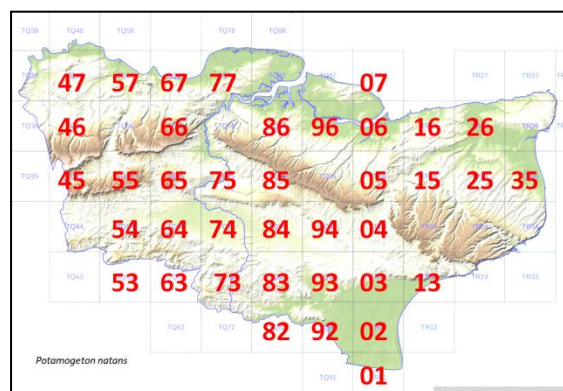 TQ38 TQ48 TQ58 TQ78 TQ88
47 57 67 77 07 TR27 TR37
TQ36 46 66 86 96 06 16 26
TQ35 45 55 65 75 85 05 15 25 35
TQ44 54 64 74 84 94 04
TQ43 53 63 73 83 93 03 13 TR23 TR33
TQ62 TQ72 82 92 02 TR12
Potamogeton natans
TQ91 01